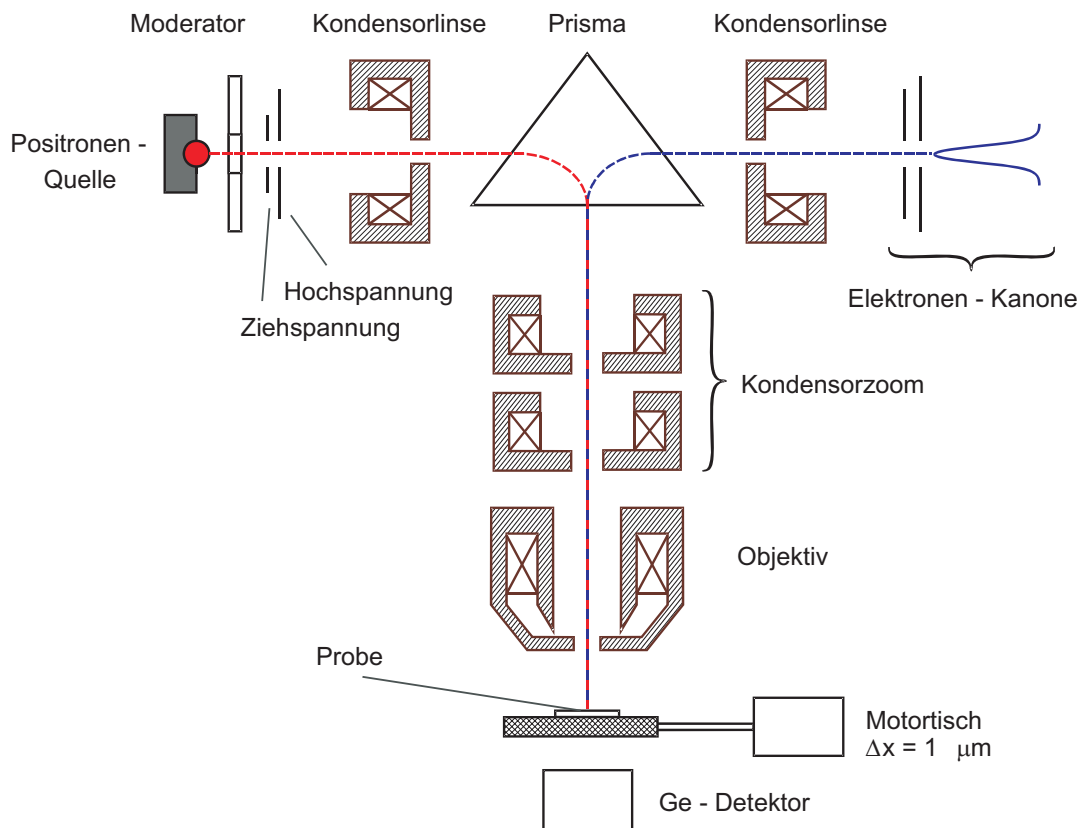 Moderator
Kondensorlinse
Prisma
Kondensorlinse
Positronen -
Quelle
Hochspannung
Ziehspannung
Elektronen - Kanone
Kondensorzoom
Objektiv
Probe
Motortisch
Δx = 1 μm
Ge - Detektor